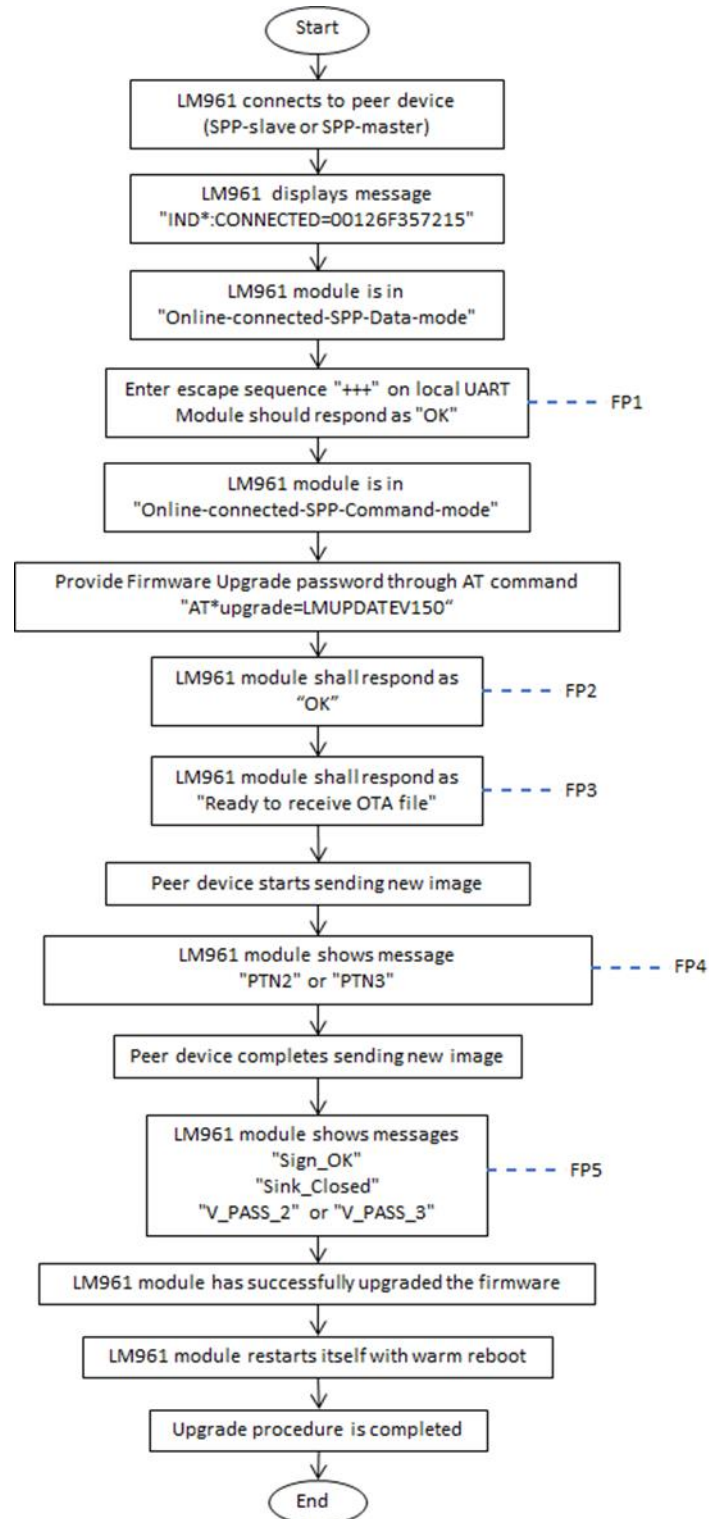 Start
LM961 connects to peer device
(SPP-slave or SPP-master)
LM961 displays message
"IND*:CONNECTED=00126F357215"
LM961 module is in
"Online-connected-SPP-Data-mode"
Enter escape sequence "+++" on local UART
Module should respond as "OK"
FP1
LM961 module is in
"Online-connected-SPP-Command-mode"
Provide Firmware Upgrade password through AT command
"AT*upgrade=LMUPDATEV150“
LM961 module shall respond as
“OK”
FP2
LM961 module shall respond as
"Ready to receive OTA file"
FP3
Peer device starts sending new image
LM961 module shows message
"PTN2" or "PTN3"
FP4
Peer device completes sending new image
LM961 module shows messages
"Sign_OK"
"Sink_Closed"
"V_PASS_2" or "V_PASS_3"
FP5
LM961 module has successfully upgraded the firmware
LM961 module restarts itself with warm reboot
Upgrade procedure is completed
End